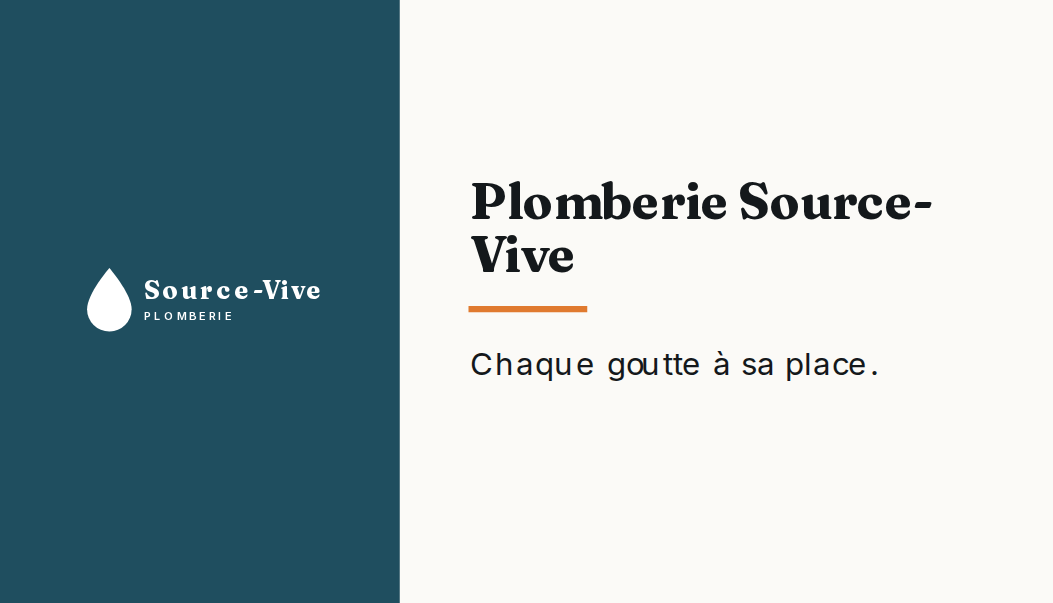 Source-Vive
PLOMBERIE
Plomberie Source-
Vive
Chaque goutte à sa place.